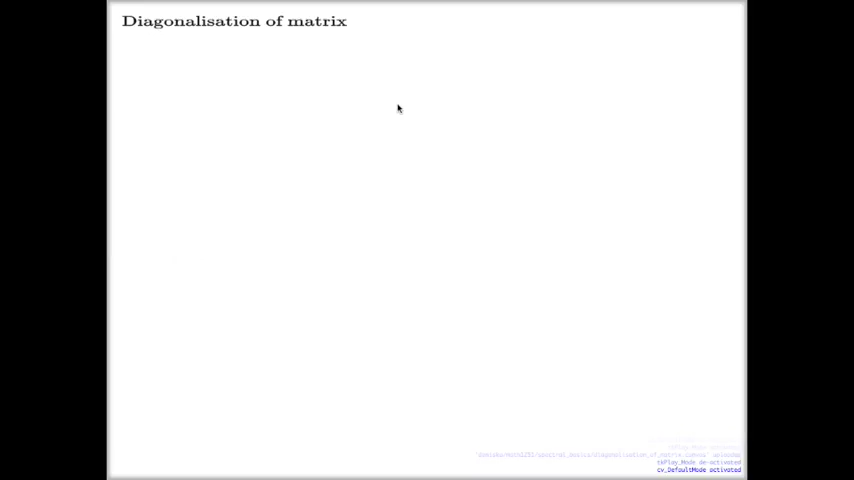 Diagonalisation of matrix
tbPlay_Mode de-activated
cv_DefaultMode activated